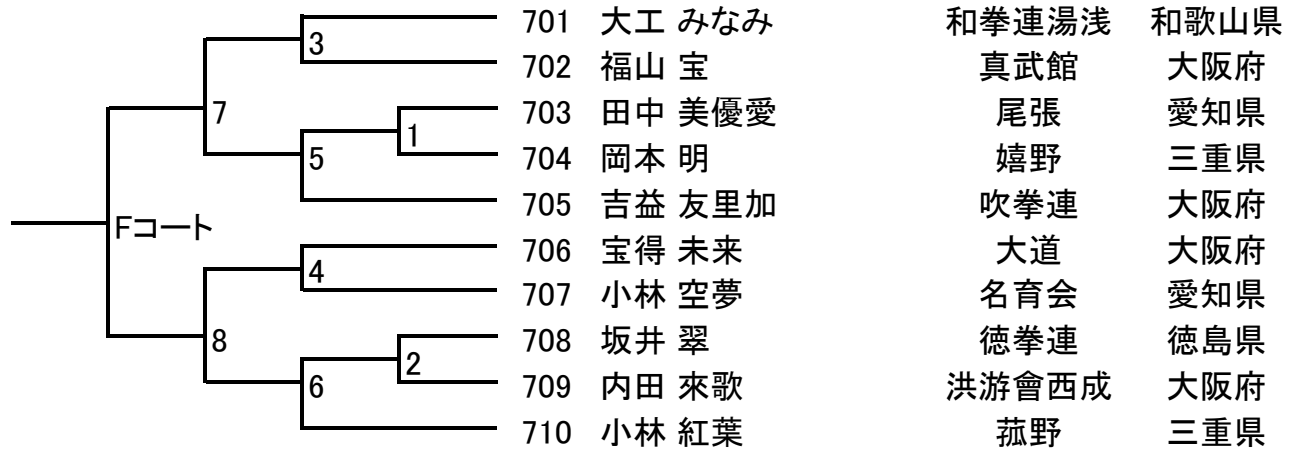 701 大工 みなみ 和拳連湯浅 和歌山県
3
702 福山 宝 真武館 大阪府
7
703 田中 美優愛 尾張 愛知県
1
5
704 岡本 明 嬉野 三重県
705 吉益 友里加 吹拳連 大阪府
Fコート
706 宝得 未来 大道 大阪府
4
707 小林 空夢 名育会 愛知県
8
708 坂井 翠 徳拳連 徳島県
2
6
709 内田 來歌 洪游會西成 大阪府
710 小林 紅葉 菰野 三重県